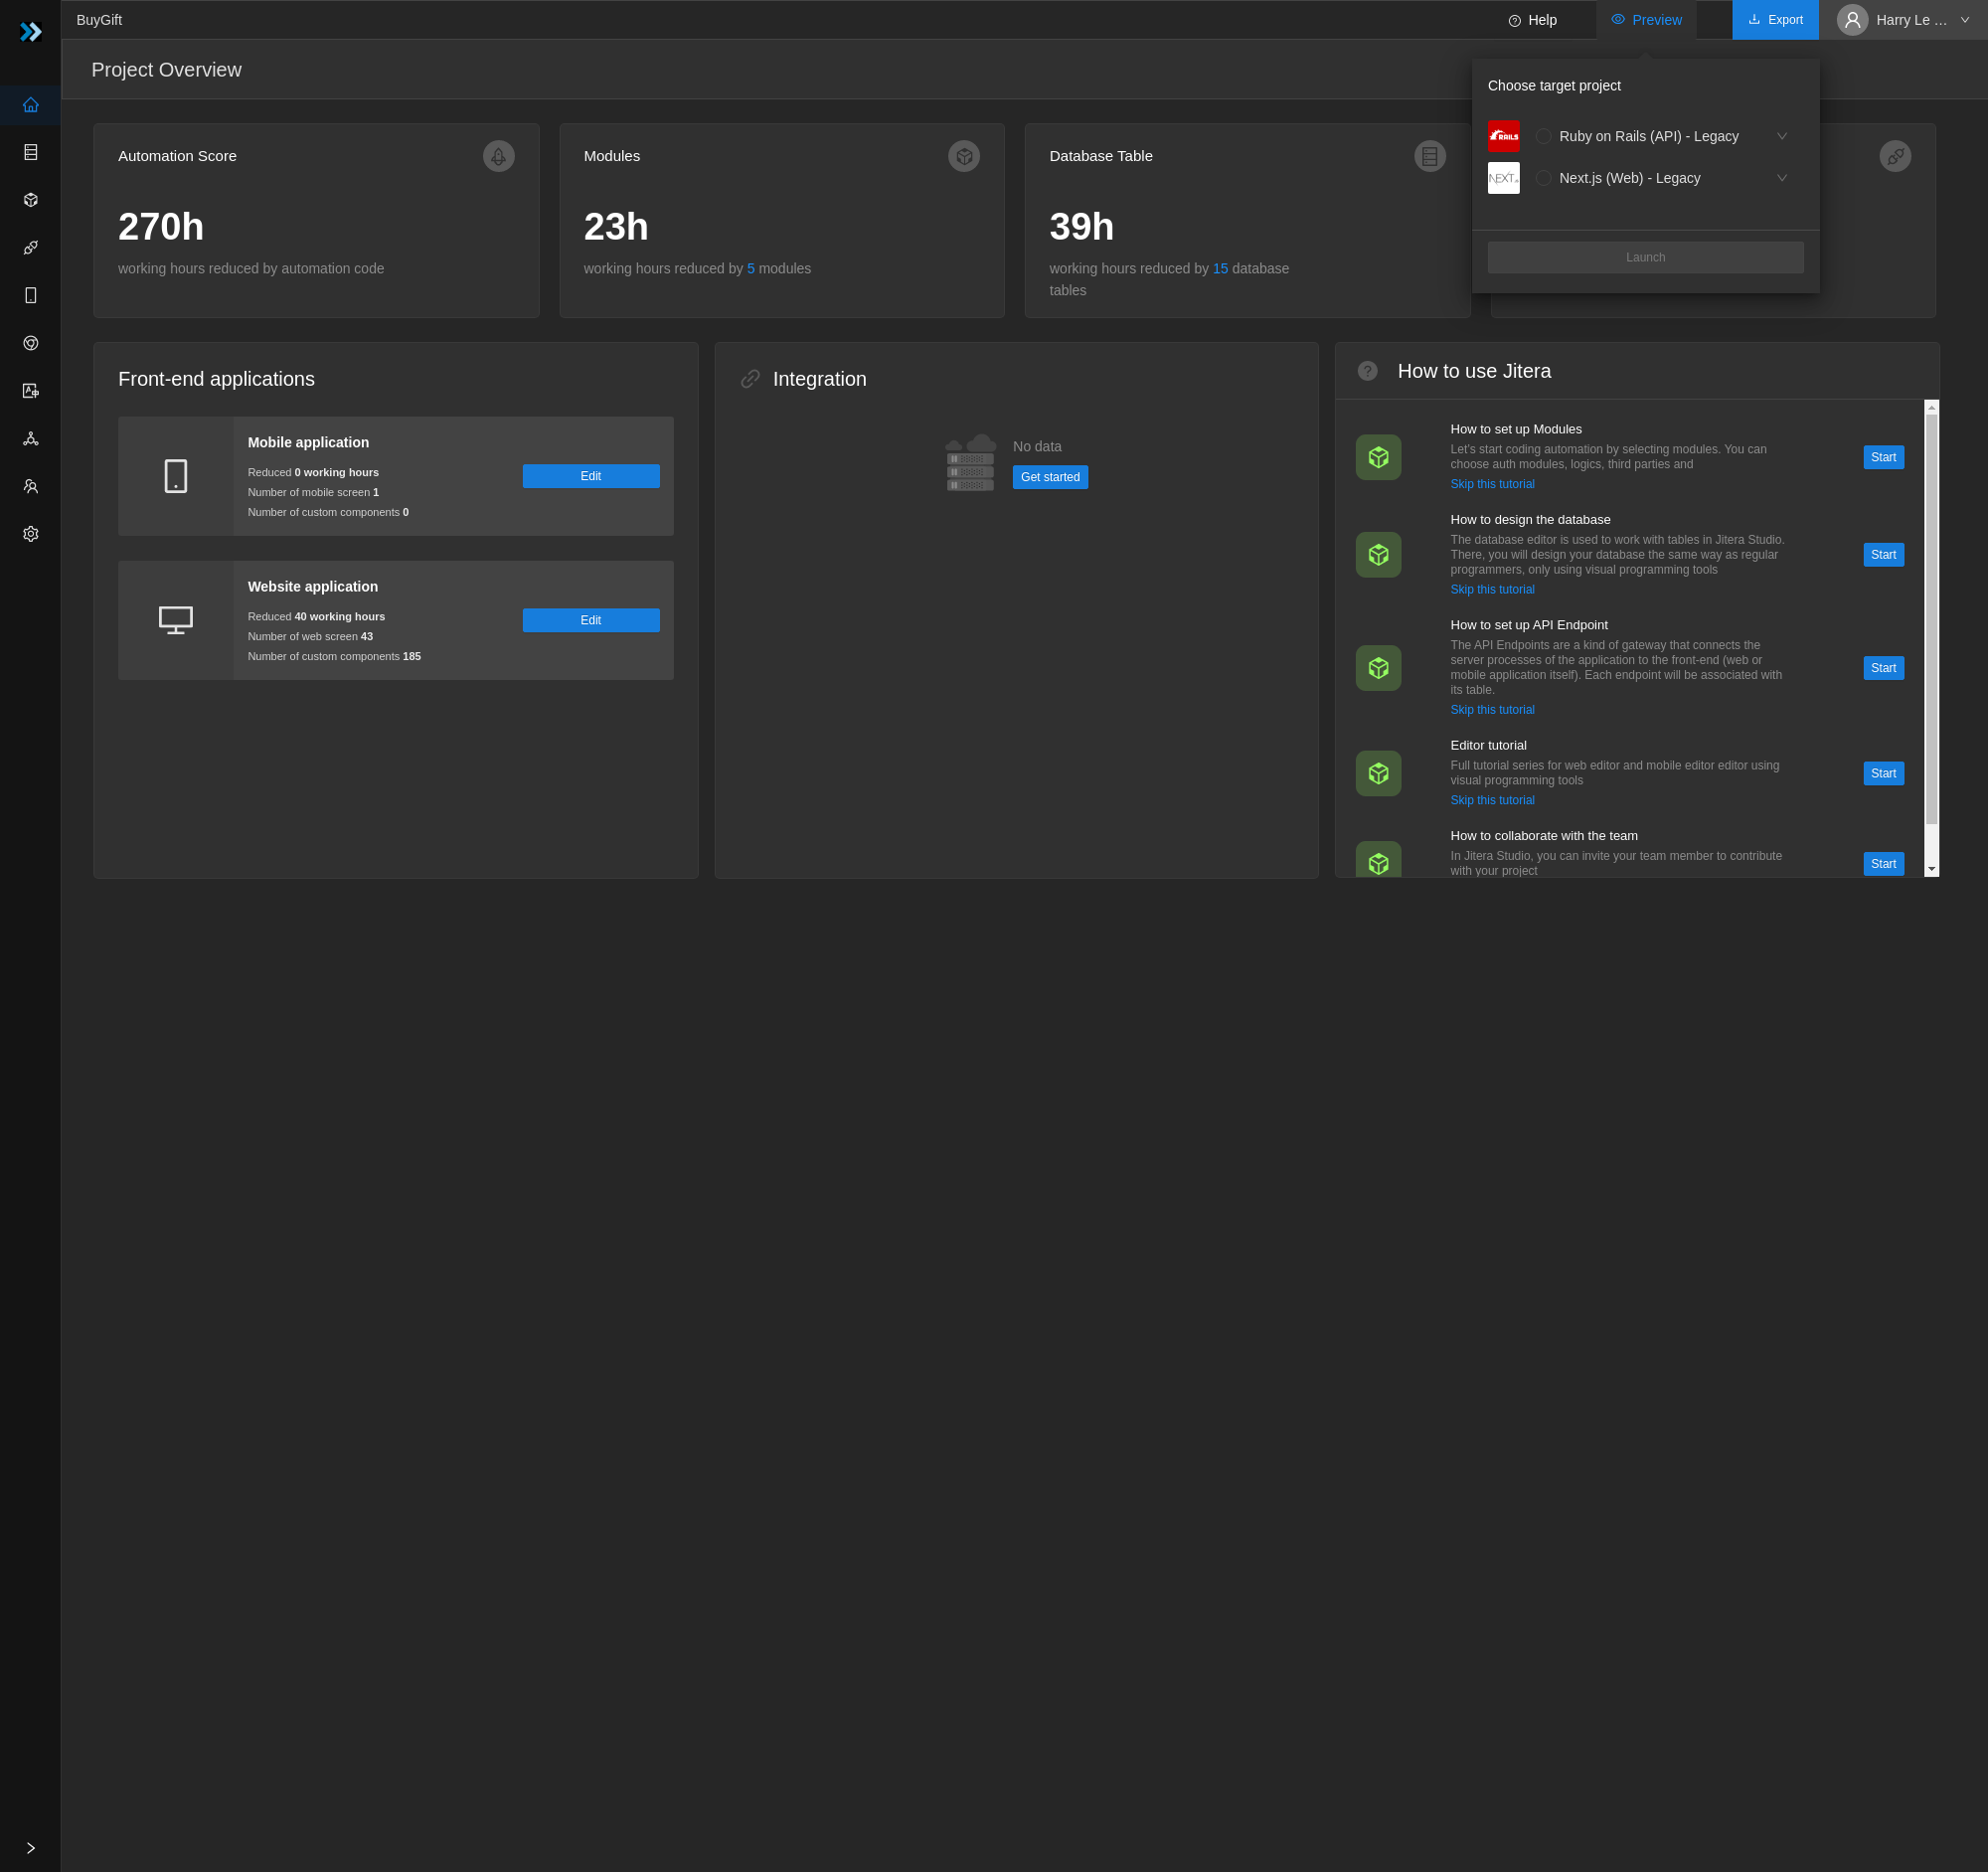 BuyGift
Help
Preview
Export
Harry Le ...
Project Overview
Choose target project
RAILS
Ruby on Rails (API) - Legacy
NEXT.JS
Next.js (Web) - Legacy
Launch
Automation Score
270h
working hours reduced by automation code
Modules
23h
working hours reduced by 5 modules
Database Table
39h
working hours reduced by 15 database
tables
Front-end applications
Mobile application
Reduced 0 working hours
Number of mobile screen 1
Number of custom components 0
Edit
Website application
Reduced 40 working hours
Number of web screen 43
Number of custom components 185
Edit
Integration
No data
Get started
How to use Jitera
How to set up Modules
Let's start coding automation by selecting modules. You can
choose auth modules, logics, third parties and
Skip this tutorial
Start
How to design the database
The database editor is used to work with tables in Jitera Studio.
There, you will design your database the same way as regular
programmers, only using visual programming tools
Skip this tutorial
Start
How to set up API Endpoint
The API Endpoints are a kind of gateway that connects the
server processes of the application to the front-end (web or
mobile application itself). Each endpoint will be associated with
its table.
Skip this tutorial
Start
Editor tutorial
Full tutorial series for web editor and mobile editor editor using
visual programming tools
Skip this tutorial
Start
How to collaborate with the team
In Jitera Studio, you can invite your team member to contribute
with your project
Start